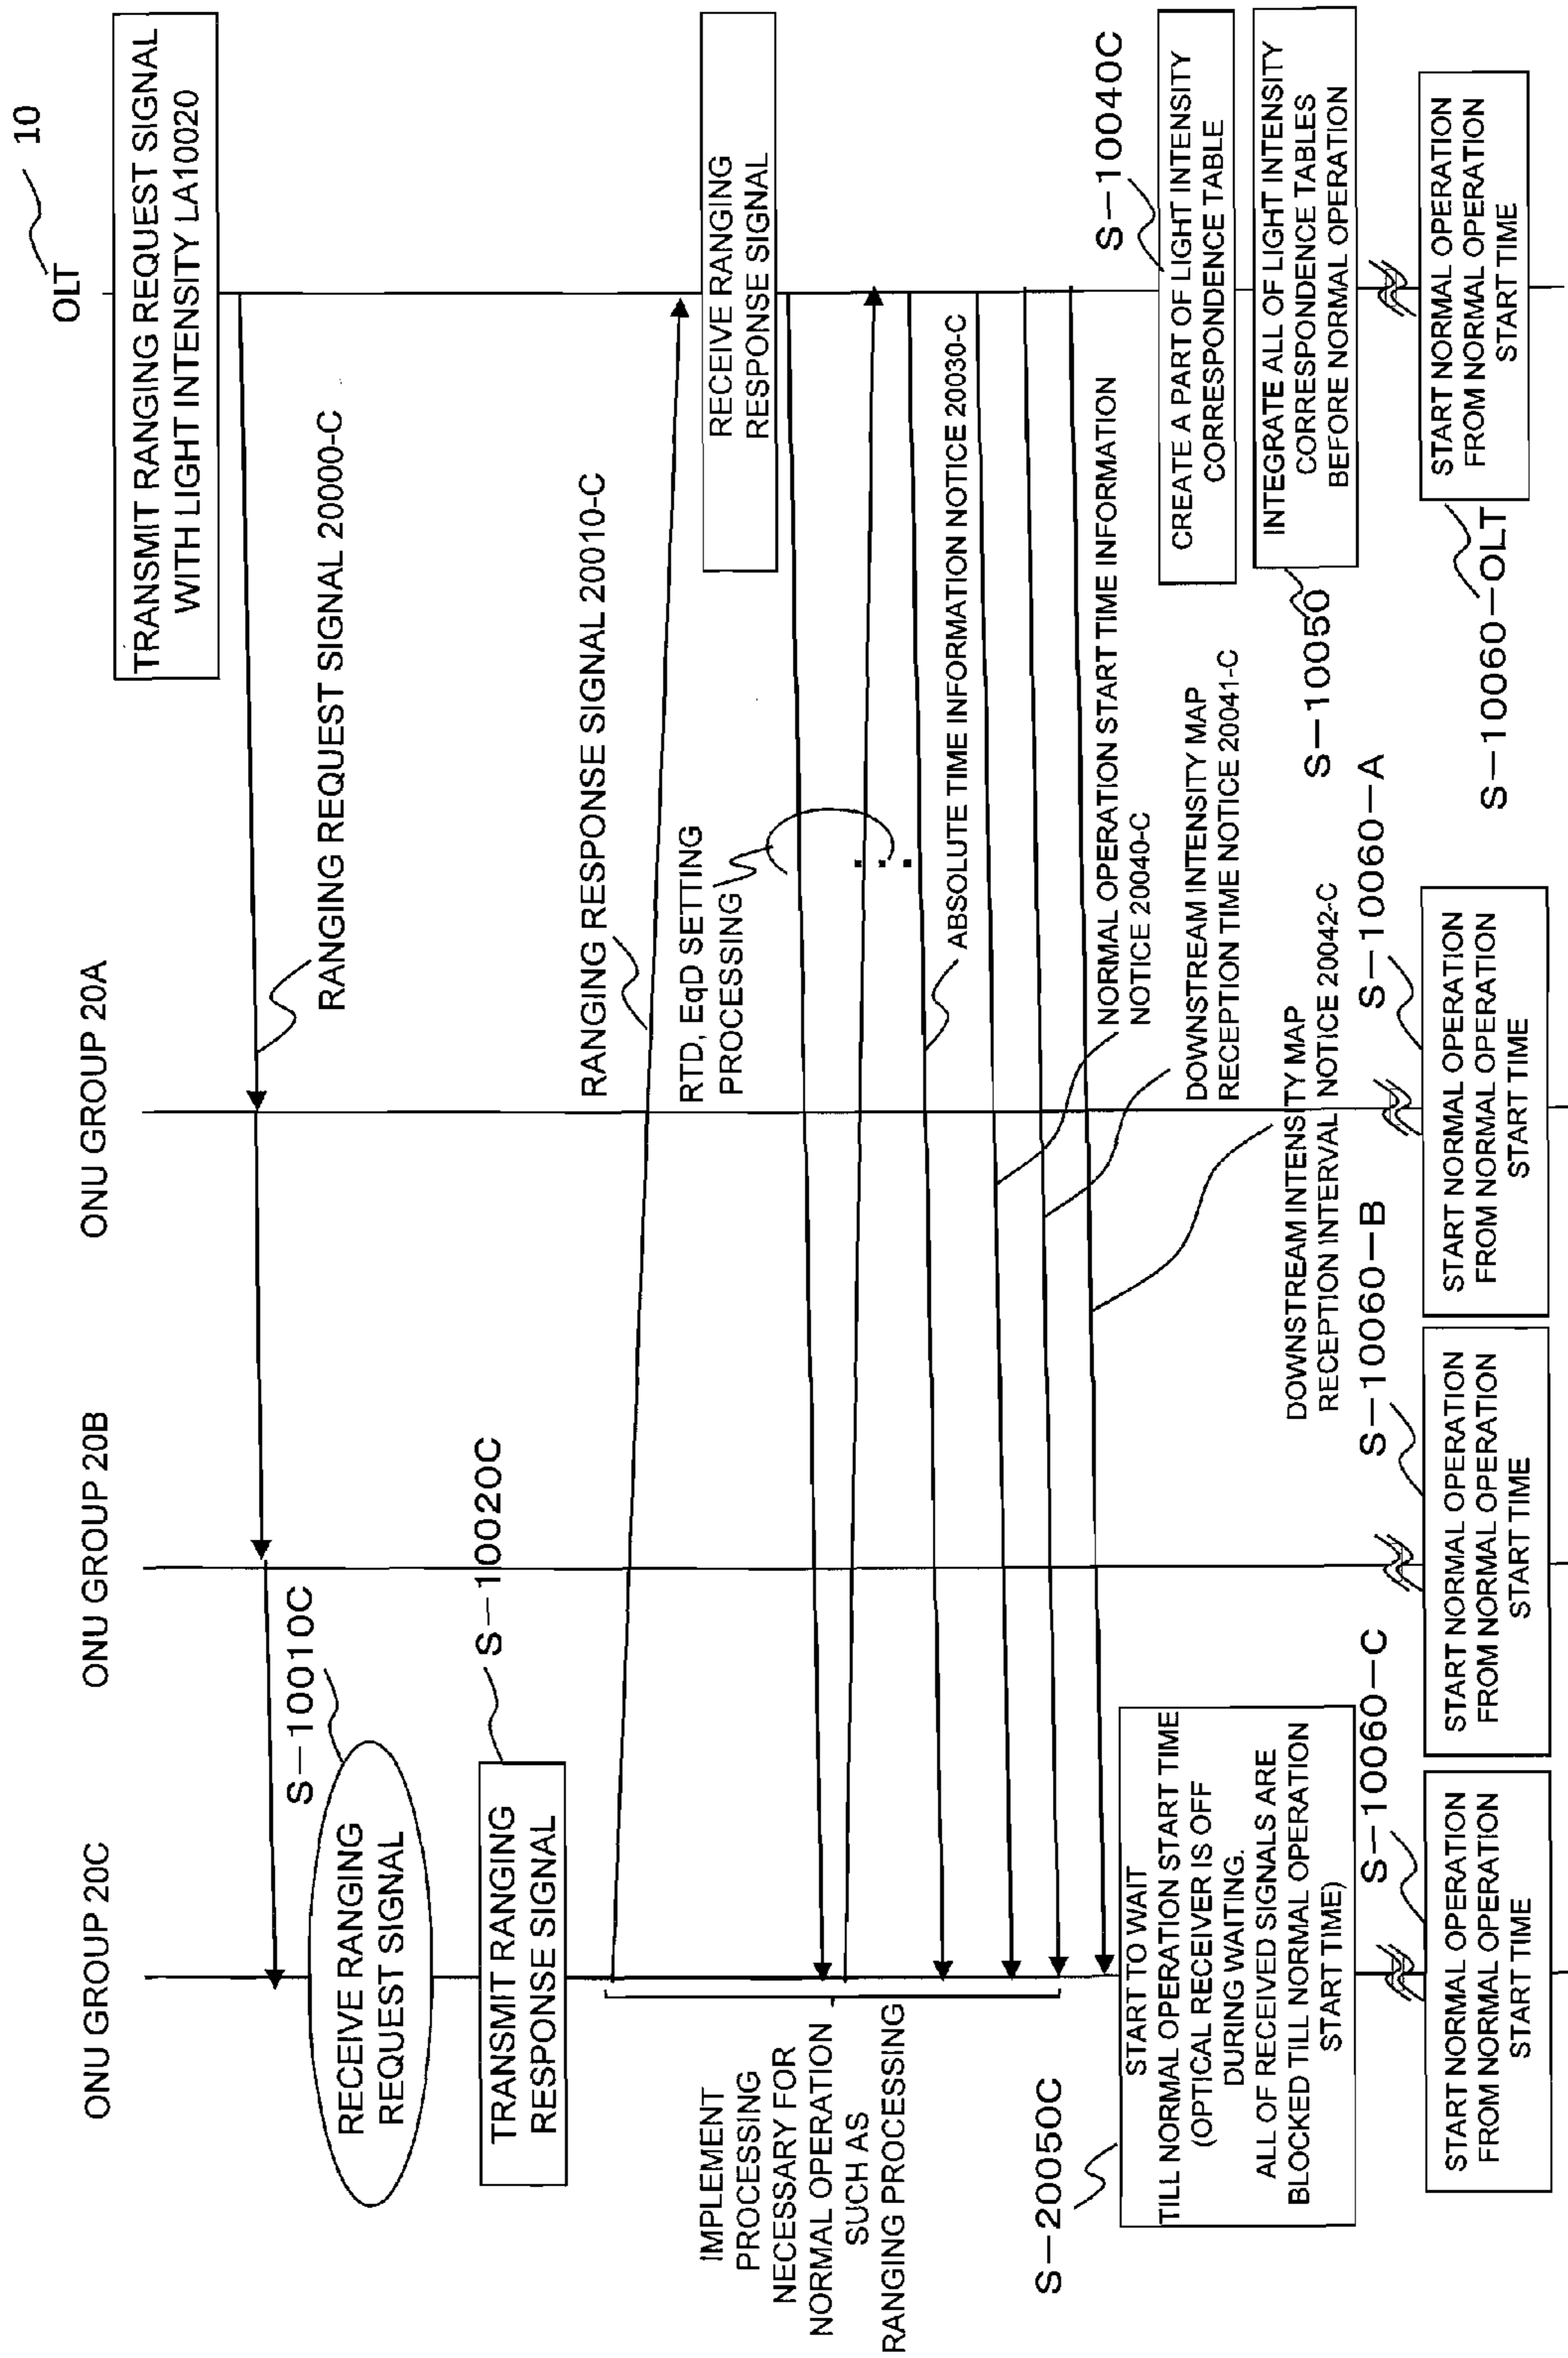 ONU GROUP 20C
ONU GROUP 20B
ONU GROUP 20A
OLT
10
TRANSMIT RANGING REQUEST SIGNAL
WITH LIGHT INTENSITY LA10020
RANGING REQUEST SIGNAL 20000-C
S-10010C
RECEIVE RANGING
REQUEST SIGNAL
S-10020C
TRANSMIT RANGING
RESPONSE SIGNAL
RANGING RESPONSE SIGNAL 20010-C
RECEIVE RANGING
RESPONSE SIGNAL
RTD, EqD SETTING
PROCESSING
IMPLEMENT
PROCESSING
NECESSARY FOR
NORMAL OPERATION
SUCH AS
RANGING PROCESSING
ABSOLUTE TIME INFORMATION NOTICE 20030-C
NORMAL OPERATION START TIME INFORMATION
NOTICE 20040-C
DOWNSTREAM INTENSITY MAP
RECEPTION TIME NOTICE 20041-C
DOWNSTREAM INTENSITY MAP
RECEPTION INTERVAL NOTICE 20042-C
S-20050C
START TO WAIT
TILL NORMAL OPERATION START TIME
(OPTICAL RECEIVER IS OFF
DURING WAITING.
ALL OF RECEIVED SIGNALS ARE
BLOCKED TILL NORMAL OPERATION
START TIME)
S-10040C
CREATE A PART OF LIGHT INTENSITY
CORRESPONDENCE TABLE
INTEGRATE ALL OF LIGHT INTENSITY
CORRESPONDENCE TABLES
BEFORE NORMAL OPERATION
S-10050
S-10060-C
START NORMAL OPERATION
FROM NORMAL OPERATION
START TIME
S-10060-B
START NORMAL OPERATION
FROM NORMAL OPERATION
START TIME
S-10060-A
START NORMAL OPERATION
FROM NORMAL OPERATION
START TIME
S-10060-OLT
START NORMAL OPERATION
FROM NORMAL OPERATION
START TIME